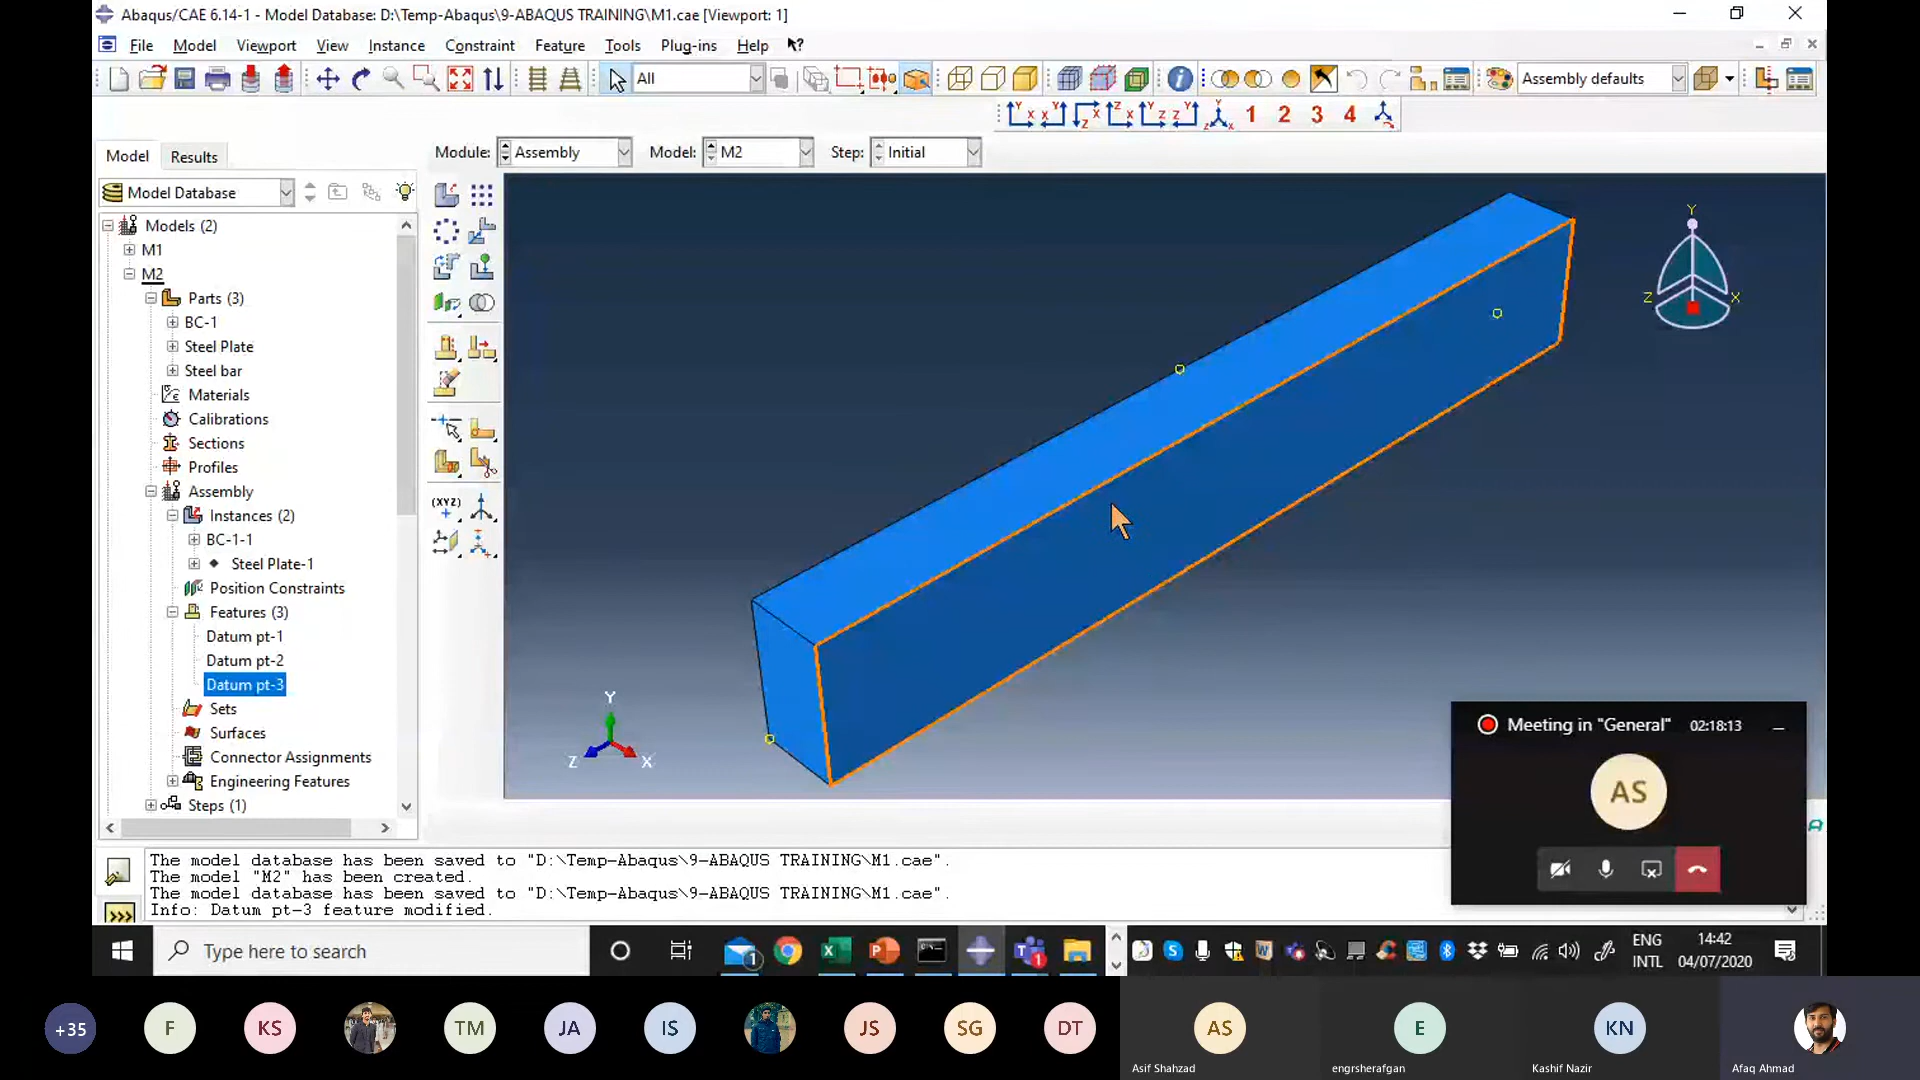 Abaqus/CAE 6.14-1 - Model Database: D:\Temp-Abaqus\9-ABAQUS TRAINING\M1.cae [Viewport: 1]
File Model Viewport View Instance Constraint Feature Tools Plug-ins Help
All
Assembly defaults
1 2 3 4
Model Results
Module: Assembly Model: M2 Step: Initial
Model Database
Models (2)
M1
M2
Parts (3)
BC-1
Steel Plate
Steel bar
Materials
Calibrations
Sections
Profiles
Assembly
Instances (2)
BC-1-1
Steel Plate-1
Position Constraints
Features (3)
Datum pt-1
Datum pt-2
Datum pt-3
Sets
Surfaces
Connector Assignments
Engineering Features
Steps (1)
(XYZ)
Y
Z X
Y
Z X
Meeting in "General" 02:18:13
AS
The model database has been saved to "D:\Temp-Abaqus\9-ABAQUS TRAINING\M1.cae".
The model "M2" has been created.
The model database has been saved to "D:\Temp-Abaqus\9-ABAQUS TRAINING\M1.cae".
Info: Datum pt-3 feature modified.
Type here to search
ENG
INTL
14:42
04/07/2020
+35 F KS TM JA IS JS SG DT AS E KN
Asif Shahzad engrsherafgan Kashif Nazir Afaq Ahmad